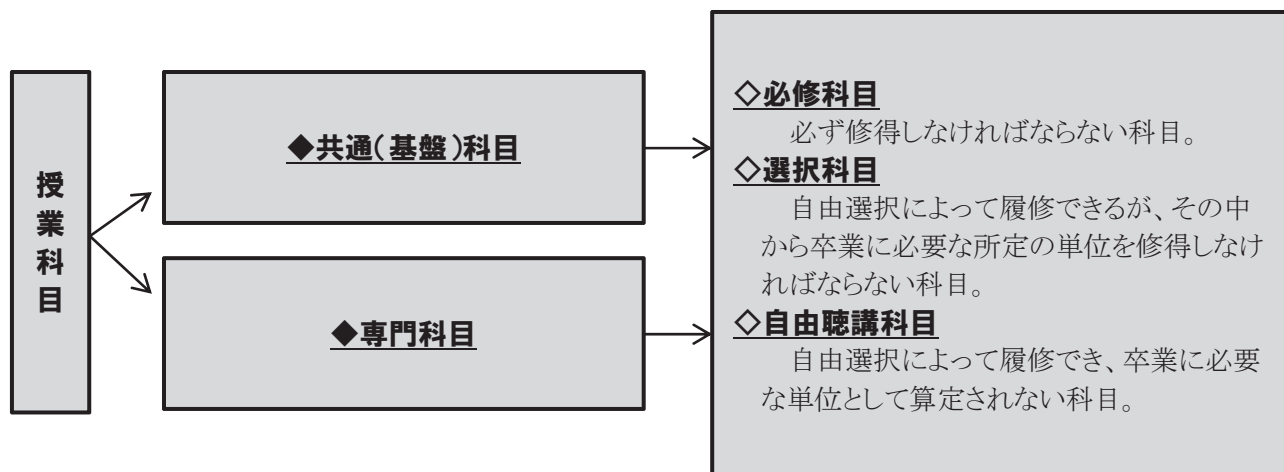 授業科目
◆共通(基盤)科目
◆専門科目
◇必修科目
必ず修得しなければならない科目。
◇選択科目
自由選択によって履修できるが、その中
から卒業に必要な所定の単位を修得しなけ
ればならない科目。
◇自由聴講科目
自由選択によって履修でき、卒業に必要
な単位として算定されない科目。